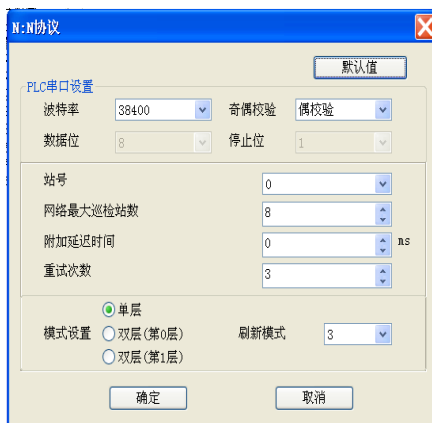 N:N协议
默认值
PLC串口设置
波特率 38400 奇偶校验 偶校验
数据位 8 停止位 1
站号 0
网络最大巡检站数 8
附加延迟时间 0 ms
重试次数 3
单层
模式设置 双层(第0层) 刷新模式 3
双层(第1层)
确定 取消